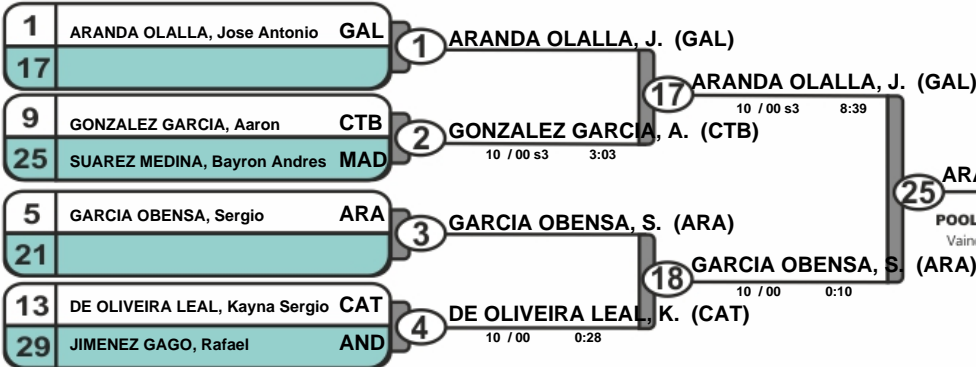 1 ARANDA OLALLA, Jose Antonio GAL
17
1 ARANDA OLALLA, J. (GAL)
9 GONZALEZ GARCIA, Aaron CTB
25 SUAREZ MEDINA, Bayron Andres MAD
2 GONZALEZ GARCIA, A. (CTB)
10 / 00 s3 3:03
17 ARANDA OLALLA, J. (GAL)
10 / 00 s3 8:39
5 GARCIA OBENSA, Sergio ARA
21
3 GARCIA OBENSA, S. (ARA)
13 DE OLIVEIRA LEAL, Kayna Sergio CAT
29 JIMENEZ GAGO, Rafael AND
4 DE OLIVEIRA LEAL, K. (CAT)
10 / 00 0:28
18 GARCIA OBENSA, S. (ARA)
10 / 00 0:10
25
POOL